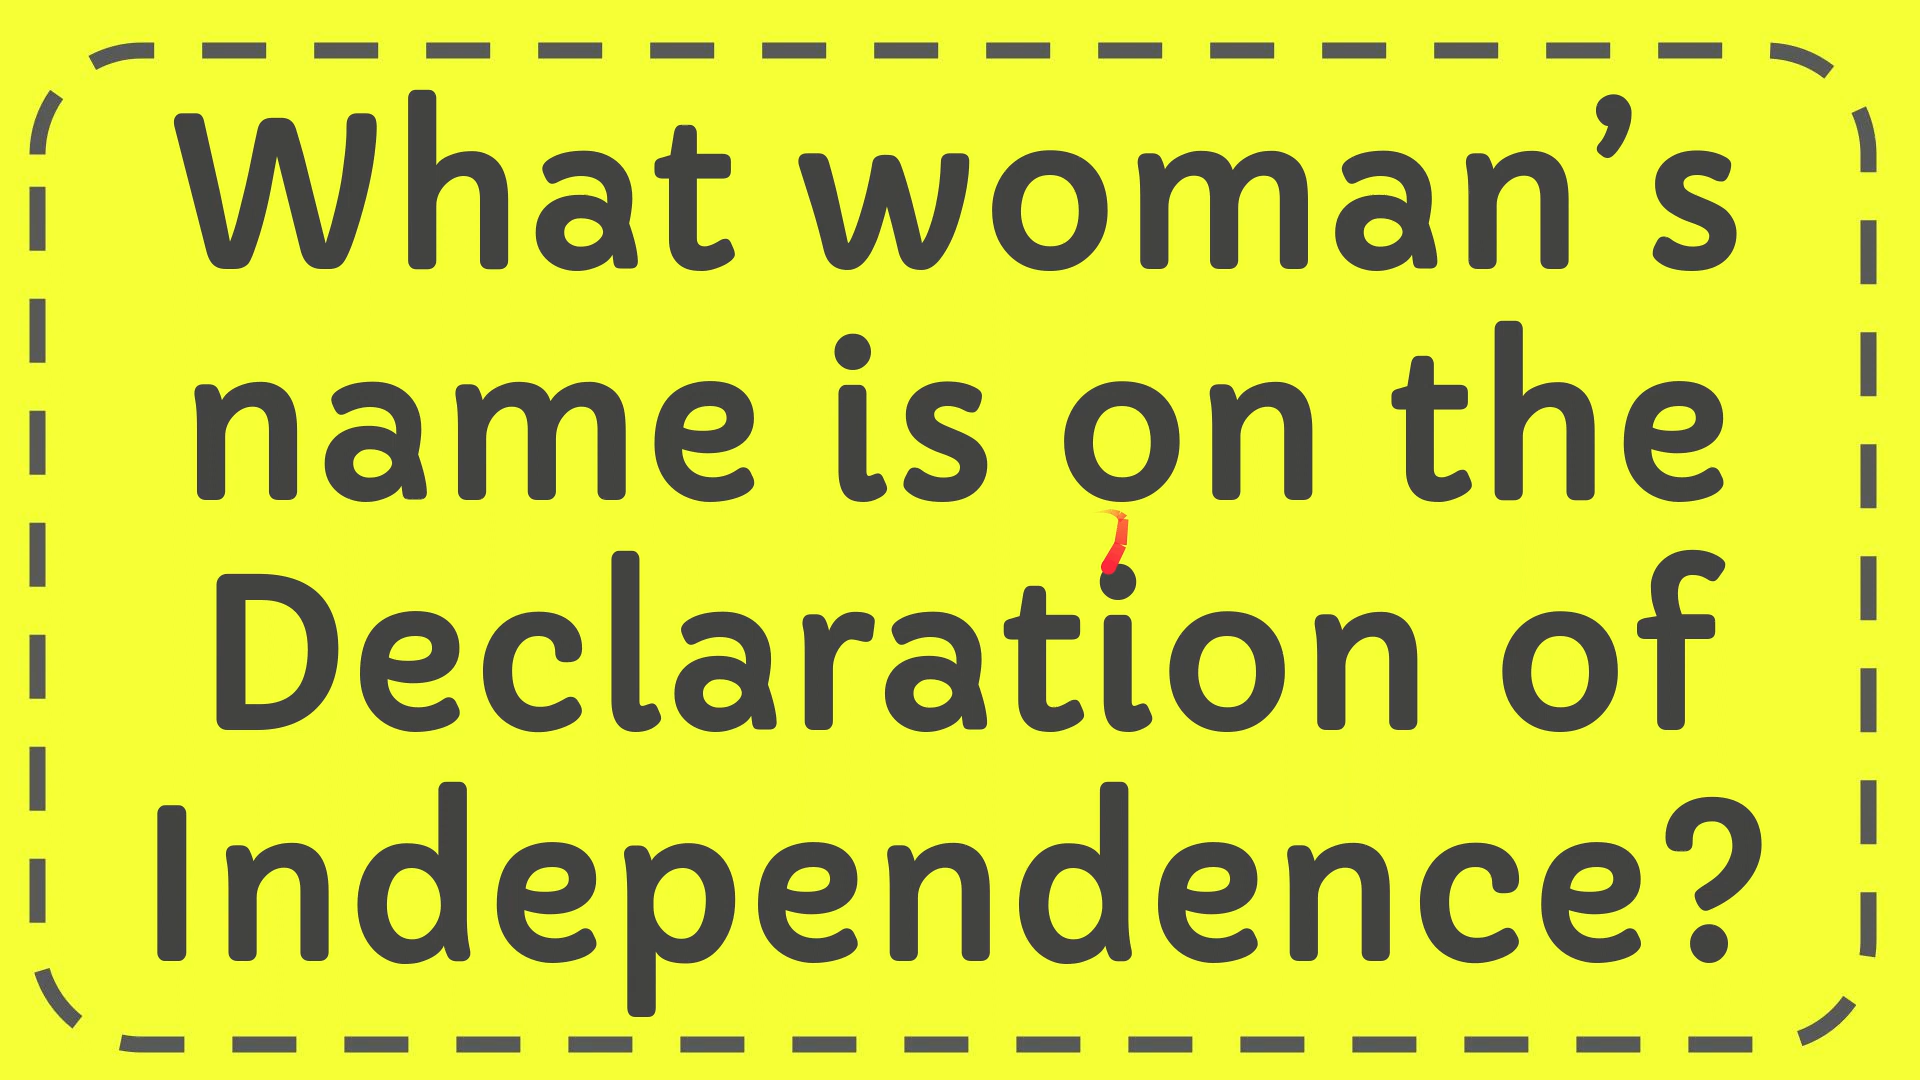 What woman’s
name is on the
Declaration of
Independence?